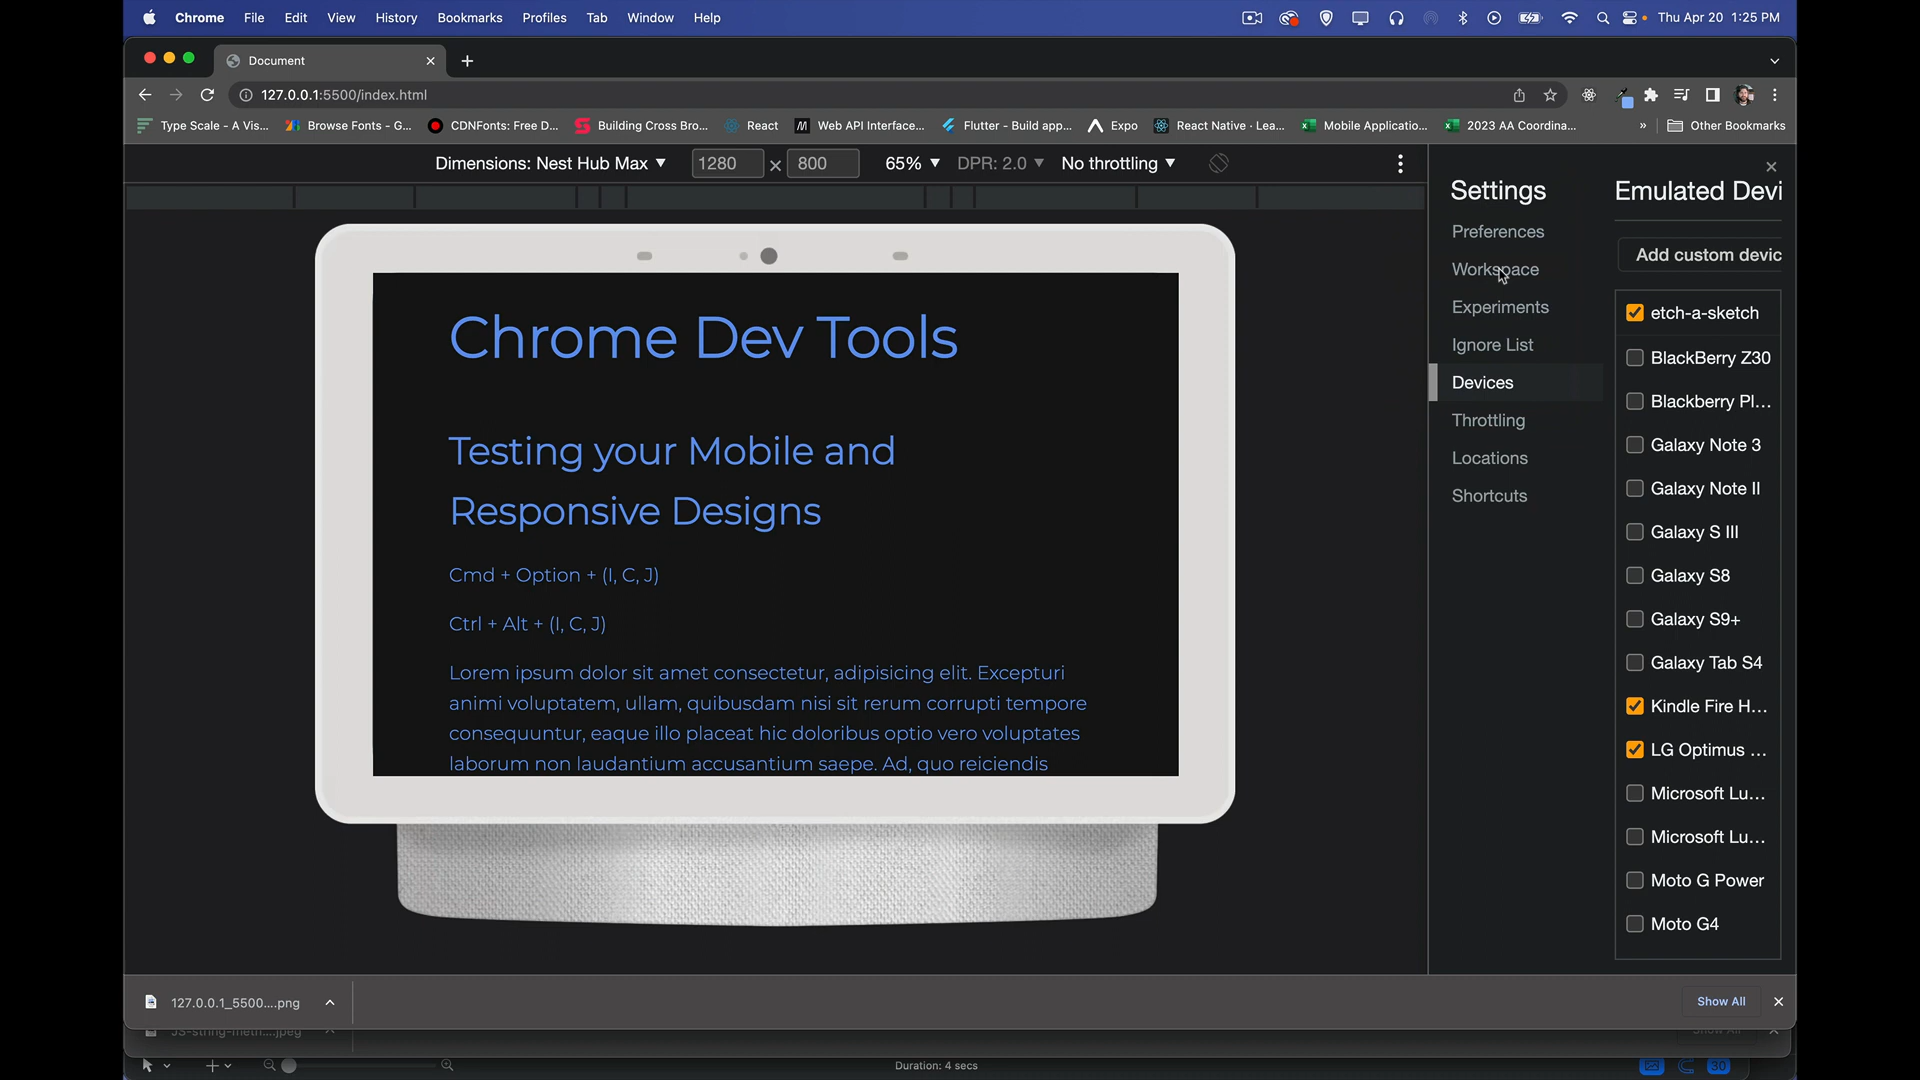 Chrome File Edit View History Bookmarks Profiles Tab Window Help Thu Apr 20 1:25 PM
Document
127.0.0.1:5500/index.html
Type Scale - A Vis... Browse Fonts - G... CDNFonts: Free D... Building Cross Bro... React Web API Interface... Flutter - Build app... Expo React Native · Lea... Mobile Applicatio... 2023 AA Coordina... » Other Bookmarks
Dimensions: Nest Hub Max 1280 × 800 65% DPR: 2.0 No throttling
Chrome Dev Tools
Testing your Mobile and
Responsive Designs
Cmd + Option + (I, C, J)
Ctrl + Alt + (I, C, J)
Lorem ipsum dolor sit amet consectetur, adipisicing elit. Excepturi
animi voluptatem, ullam, quibusdam nisi sit rerum corrupti tempore
consequuntur, eaque illo placeat hic doloribus optio vero voluptates
laborum non laudantium accusantium saepe. Ad, quo reiciendis
Settings
Preferences
Workspace
Experiments
Ignore List
Devices
Throttling
Locations
Shortcuts
Emulated Devi
Add custom devic
etch-a-sketch
BlackBerry Z30
Blackberry Pl...
Galaxy Note 3
Galaxy Note II
Galaxy S III
Galaxy S8
Galaxy S9+
Galaxy Tab S4
Kindle Fire H...
LG Optimus ...
Microsoft Lu...
Microsoft Lu...
Moto G Power
Moto G4
127.0.0.1_5500....png Show All
JS-string-meth....jpeg Show All
Duration: 4 secs 30